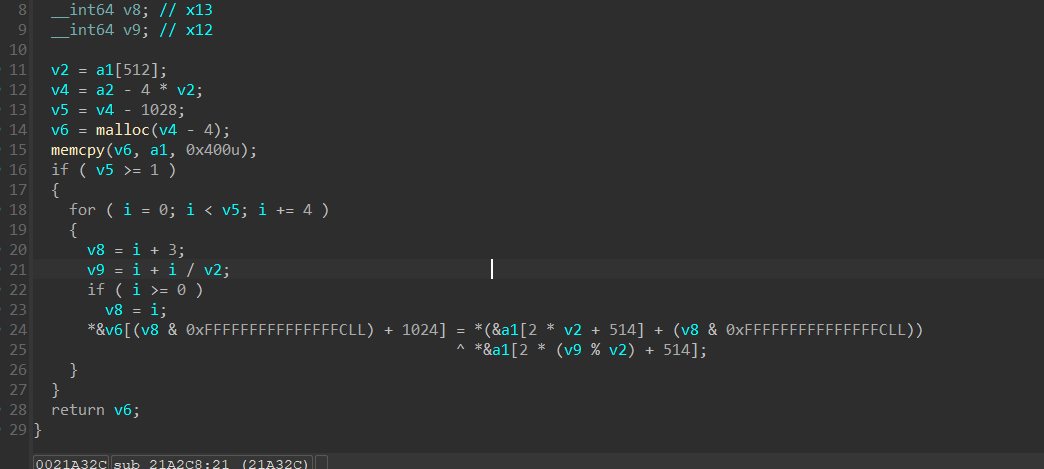 8 __int64 v8; // x13
9 __int64 v9; // x12
10
11 v2 = a1[512];
12 v4 = a2 - 4 * v2;
13 v5 = v4 - 1028;
14 v6 = malloc(v4 - 4);
15 memcpy(v6, a1, 0x400u);
16 if ( v5 >= 1 )
17 {
18 for ( i = 0; i < v5; i += 4 )
19 {
20 v8 = i + 3;
21 v9 = i + i / v2;
22 if ( i >= 0 )
23 v8 = i;
24 *&v6[(v8 & 0xFFFFFFFFFFFFFFFCLL) + 1024] = *(&a1[2 * v2 + 514] + (v8 & 0xFFFFFFFFFFFFFFFCLL))
25 ^ *&a1[2 * (v9 % v2) + 514];
26 }
27 }
28 return v6;
29 }
0021A32C sub_21A2C8:21 (21A32C)